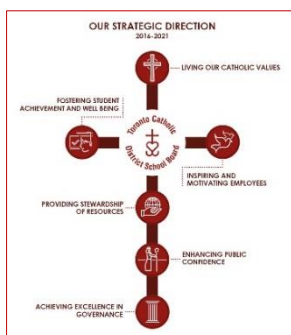 OUR STRATEGIC DIRECTION
2016-2021
LIVING OUR CATHOLIC VALUES
FOSTERING STUDENT
ACHIEVEMENT AND WELL BEING
Toronto Catholic
District School Board
INSPIRING AND
MOTIVATING EMPLOYEES
PROVIDING STEWARDSHIP
OF RESOURCES
ENHANCING PUBLIC
CONFIDENCE
ACHIEVING EXCELLENCE IN
GOVERNANCE